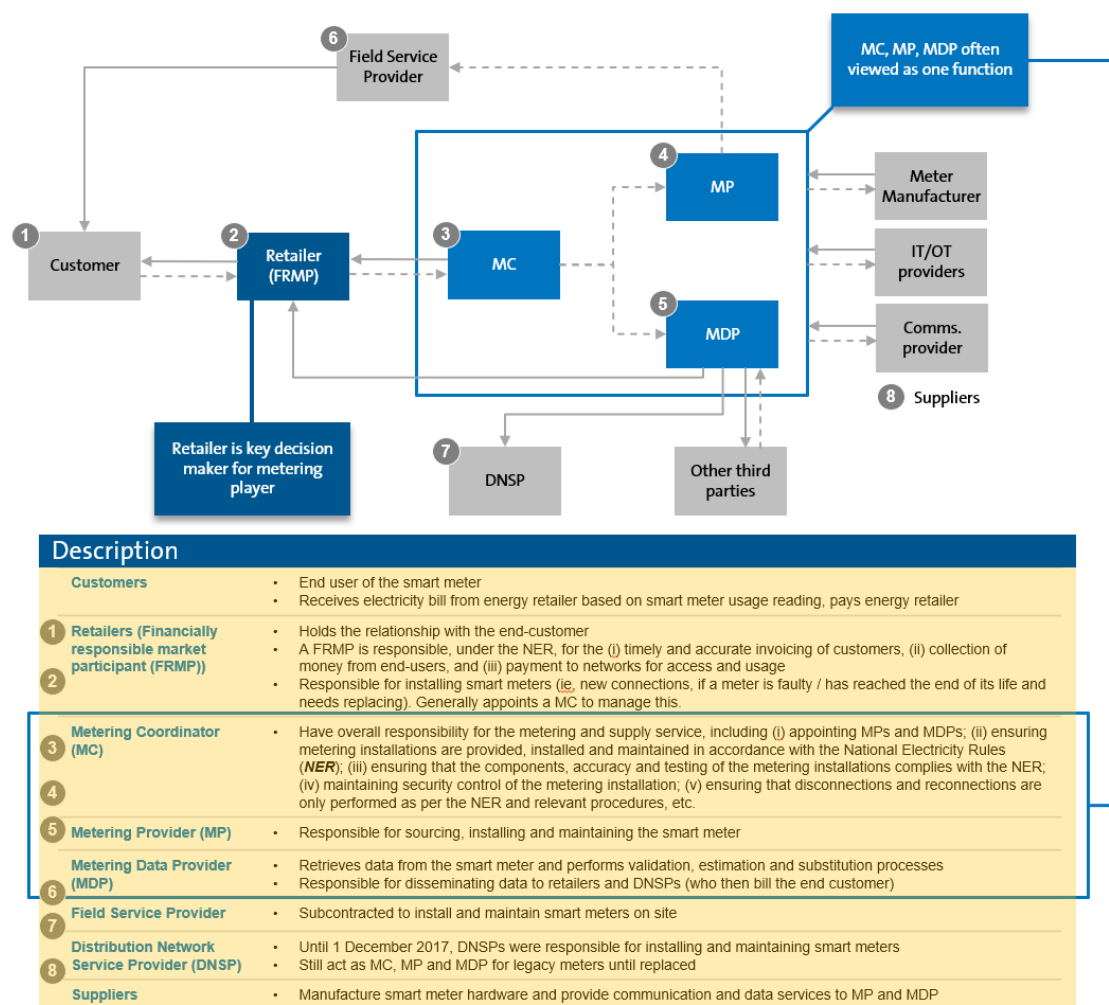 6
Field Service
Provider
MC, MP, MDP often
viewed as one function
4
MP
Meter
Manufacturer
1
Customer
2
Retailer
(FRMP)
3
MC
IT/OT
providers
5
MDP
Comms.
provider
8 Suppliers
Retailer is key decision
maker for metering
player
7
DNSP
Other third
parties
Description
Customers
• End user of the smart meter
• Receives electricity bill from energy retailer based on smart meter usage reading, pays energy retailer
1 Retailers (Financially
responsible market
participant (FRMP))
2
• Holds the relationship with the end-customer
• A FRMP is responsible, under the NER, for the (i) timely and accurate invoicing of customers, (ii) collection
of money from end-users, and (iii) payment to networks for access and usage
• Responsible for installing smart meters (ie, new connections, if a meter is faulty / has reached the end of its life and
needs replacing). Generally appoints a MC to manage this.
3 Metering Coordinator
(MC)
4
• Have overall responsibility for the metering and supply service, including (i) appointing MPs and MDPs; (ii) ensuring
metering installations are provided, installed and maintained in accordance with the National Electricity Rules
(NER); (iii) ensuring that the components, accuracy and testing of the metering installations complies with the NER;
(iv) maintaining security control of the metering installation; (v) ensuring that disconnections and reconnections are
only performed as per the NER and relevant procedures, etc.
5 Metering Provider (MP)
• Responsible for sourcing, installing and maintaining the smart meter
Metering Data Provider
6 (MDP)
• Retrieves data from the smart meter and performs validation, estimation and substitution processes
• Responsible for disseminating data to retailers and DNSPs (who then bill the end customer)
7 Field Service Provider
• Subcontracted to install and maintain smart meters on site
Distribution Network
8 Service Provider (DNSP)
• Until 1 December 2017, DNSPs were responsible for installing and maintaining smart meters
• Still act as MC, MP and MDP for legacy meters until replaced
Suppliers
• Manufacture smart meter hardware and provide communication and data services to MP and MDP